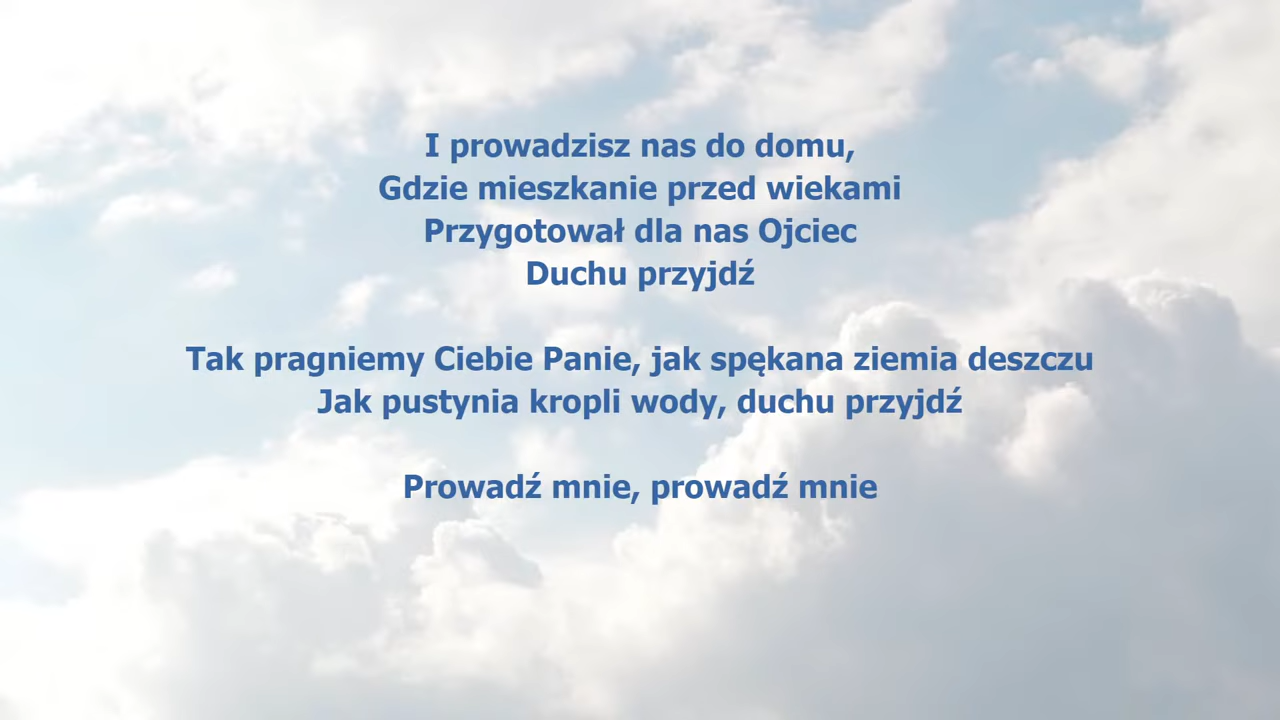 I prowadzisz nas do domu,
Gdzie mieszkanie przed wiekami
Przygotował dla nas Ojciec
Duchu przyjdź
Tak pragniemy Ciebie Panie, jak spękana ziemia deszczu
Jak pustynia kropli wody, duchu przyjdź
Prowadź mnie, prowadź mnie